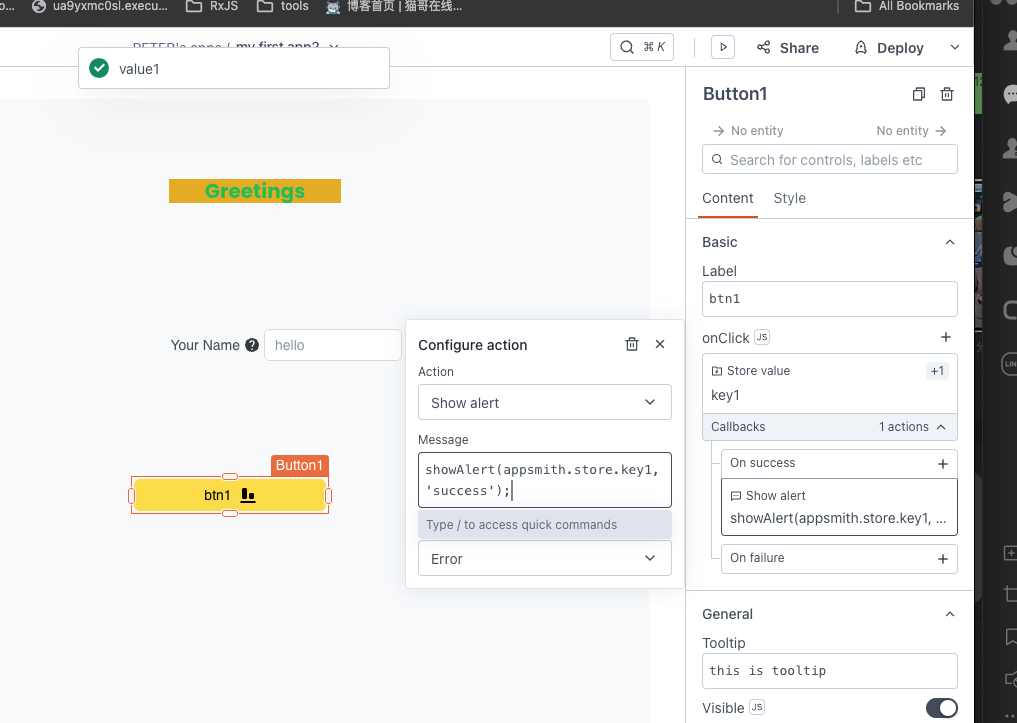 o...
ua9yxmc0sl.execu...
RxJS
tools
博客首页 | 猫哥在线...
All Bookmarks
my first app2
value1
⌘ K
Share
Deploy
Button1
No entity
No entity
Search for controls, labels etc
Content
Style
Greetings
Basic
Label
btn1
Your Name
hello
onClick JS
Store value
+1
key1
Callbacks
1 actions
On success
Show alert
showAlert(appsmith.store.key1, ...
On failure
Configure action
Action
Show alert
Message
showAlert(appsmith.store.key1,
'success');
Type / to access quick commands
Error
Button1
btn1
General
Tooltip
this is tooltip
Visible JS